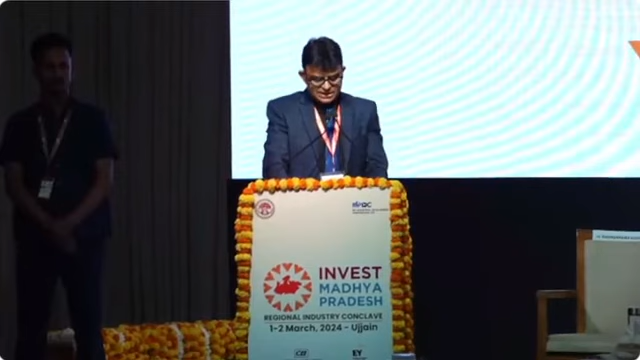 INVEST
MADHYA
PRADESH
REGIONAL INDUSTRY CONCLAVE
1-2 March, 2024 - Ujjain
CII
EY